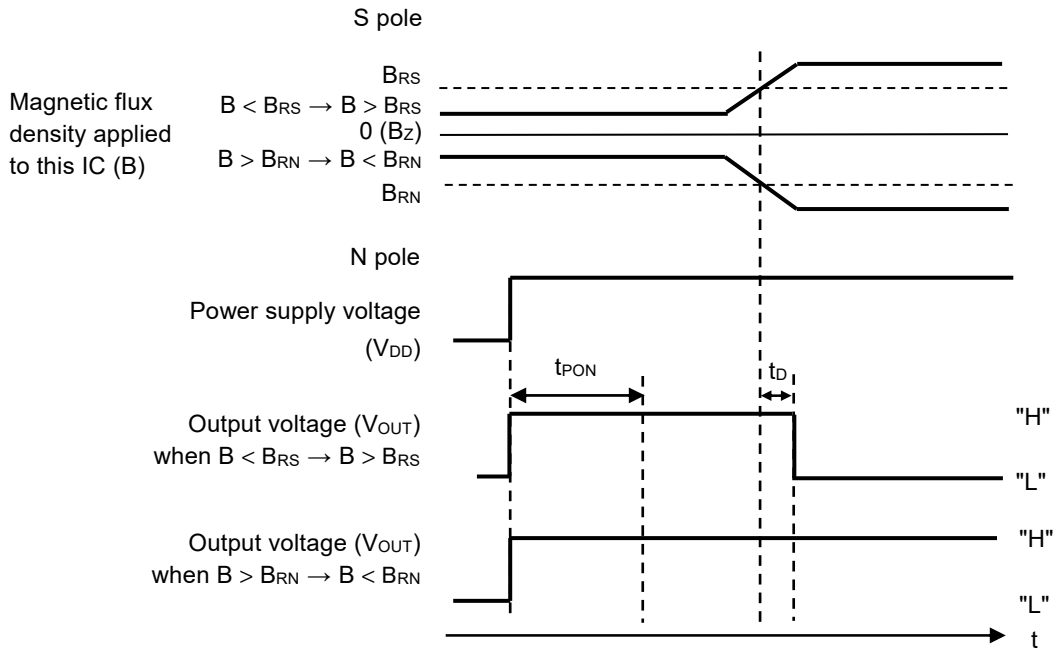 S pole
Magnetic flux
density applied
to this IC (B)
BRS
B < BRS → B > BRS
0 (BZ)
B > BRN → B < BRN
BRN
N pole
Power supply voltage
(VDD)
tPON
tD
Output voltage (VOUT)
when B < BRS → B > BRS
"H"
"L"
Output voltage (VOUT)
when B > BRN → B < BRN
"H"
"L"
t